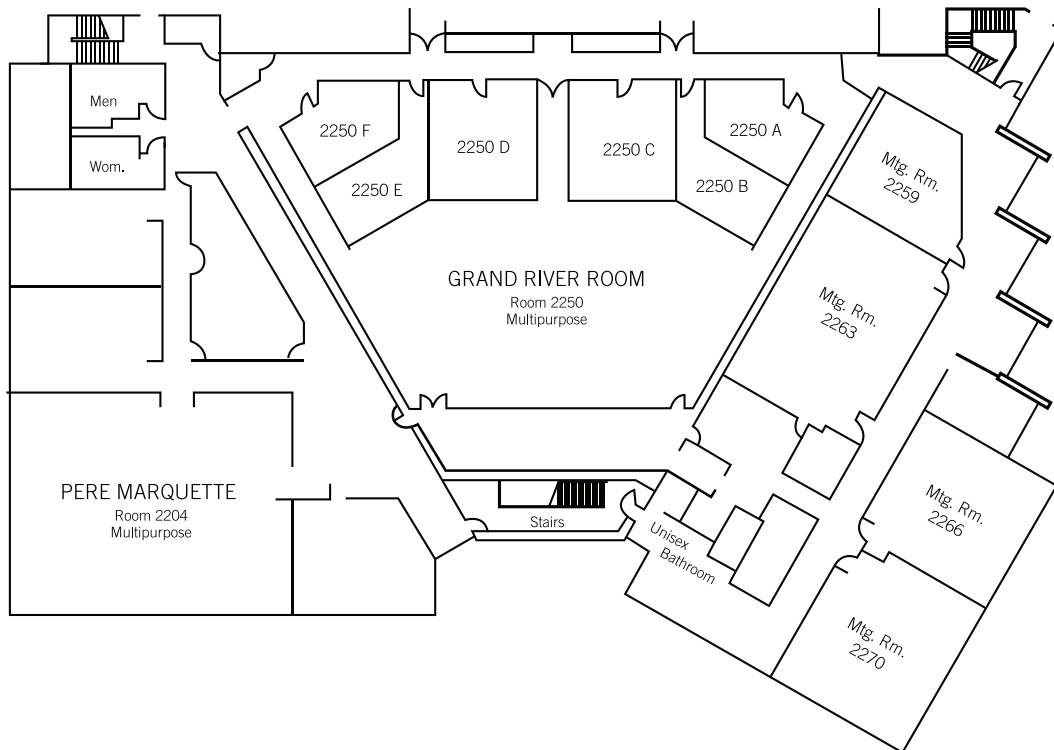 Men
Wom.
2250 F
2250 E
2250 D
2250 C
2250 A
2250 B
Mtg. Rm.
2259
GRAND RIVER ROOM
Room 2250
Multipurpose
Mtg. Rm.
2263
PERE MARQUETTE
Room 2204
Multipurpose
Stairs
Unisex
Bathroom
Mtg. Rm.
2266
Mtg. Rm.
2270